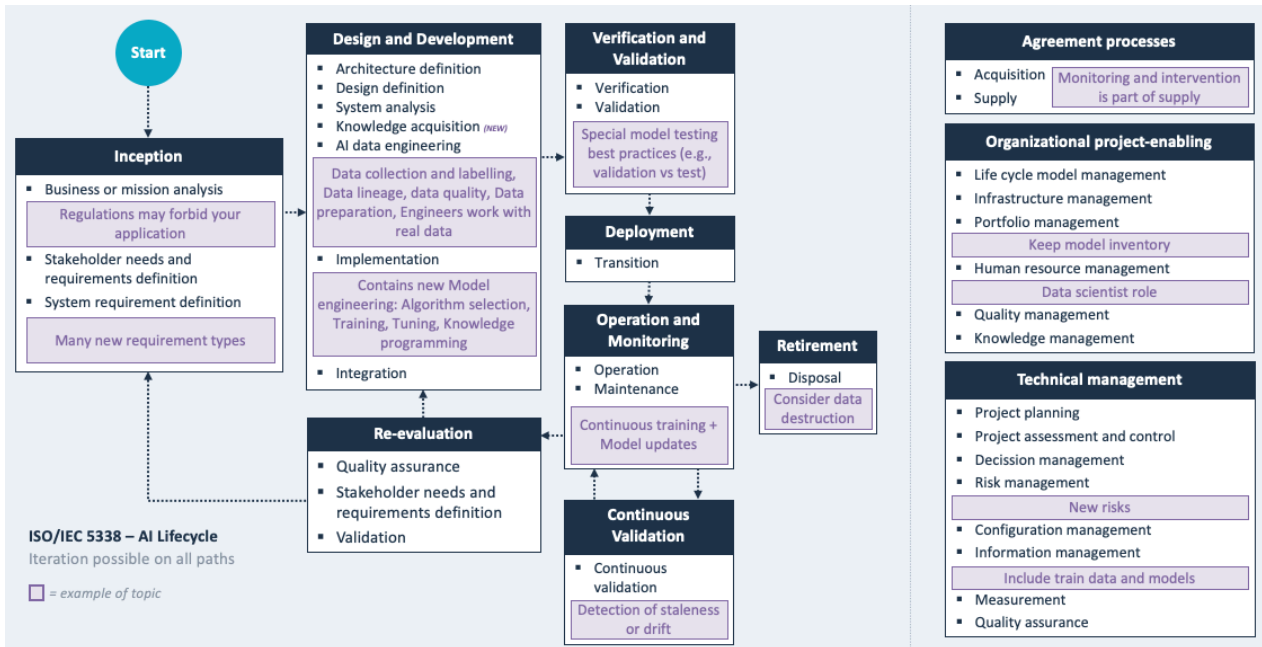 Start
Inception
Business or mission analysis
Regulations may forbid your
application
Stakeholder needs and
requirements definition
System requirement definition
Many new requirement types
Design and Development
Architecture definition
Design definition
System analysis
Knowledge acquisition (NEW)
AI data engineering
Data collection and labelling,
Data lineage, data quality, Data
preparation, Engineers work with
real data
Implementation
Contains new Model
engineering: Algorithm selection,
Training, Tuning, Knowledge
programming
Integration
Verification and
Validation
Verification
Validation
Special model testing
best practices (e.g.,
validation vs test)
Deployment
Transition
Operation and
Monitoring
Operation
Maintenance
Continuous training +
Model updates
Retirement
Disposal
Consider data
destruction
Re-evaluation
Quality assurance
Stakeholder needs and
requirements definition
Validation
Continuous
Validation
Continuous
validation
Detection of staleness
or drift
ISO/IEC 5338 – AI Lifecycle
Iteration possible on all paths
= example of topic
Agreement processes
Acquisition
Supply
Monitoring and intervention
is part of supply
Organizational project-enabling
Life cycle model management
Infrastructure management
Portfolio management
Keep model inventory
Human resource management
Data scientist role
Quality management
Knowledge management
Technical management
Project planning
Project assessment and control
Decission management
Risk management
New risks
Configuration management
Information management
Include train data and models
Measurement
Quality assurance